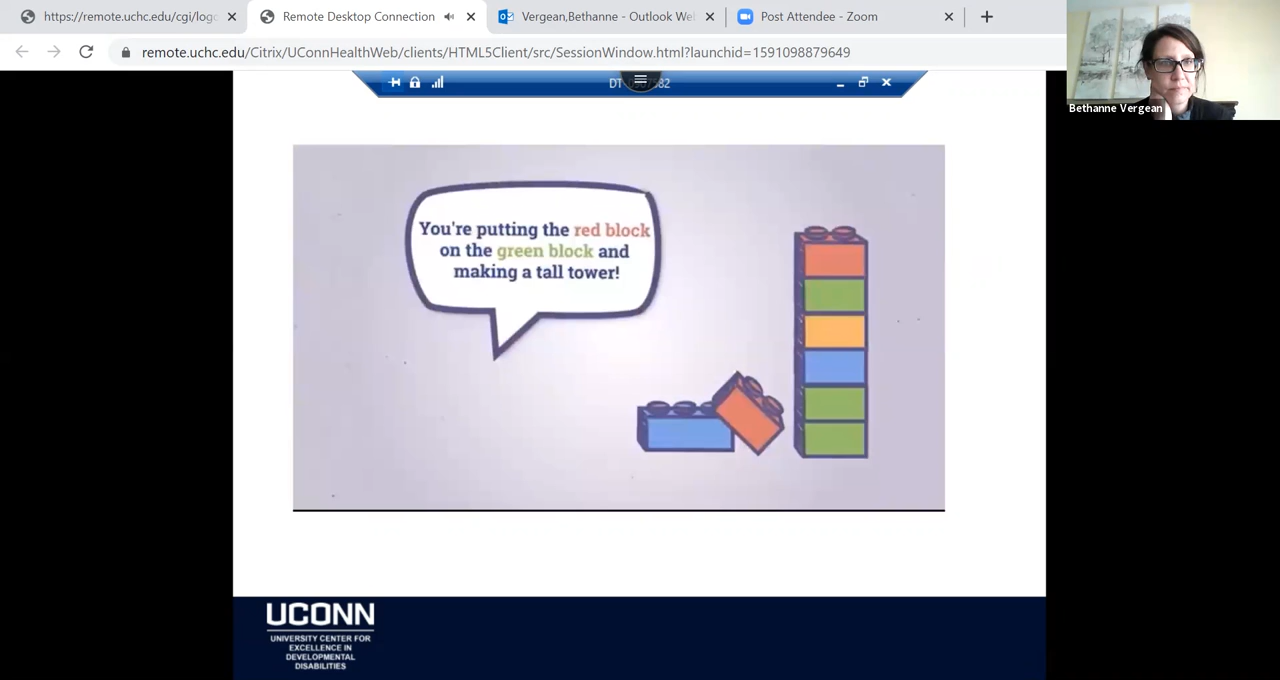 https://remote.uchc.edu/cgi/logo
Remote Desktop Connection
Vergean,Bethanne - Outlook We
Post Attendee - Zoom
remote.uchc.edu/Citrix/UConnHealthWeb/clients/HTML5Client/src/SessionWindow.html?launchid=1591098879649
Bethanne Vergean
You're putting the red block
on the green block and
making a tall tower!
UCONN
UNIVERSITY CENTER FOR
EXCELLENCE IN
DEVELOPMENTAL
DISABILITIES